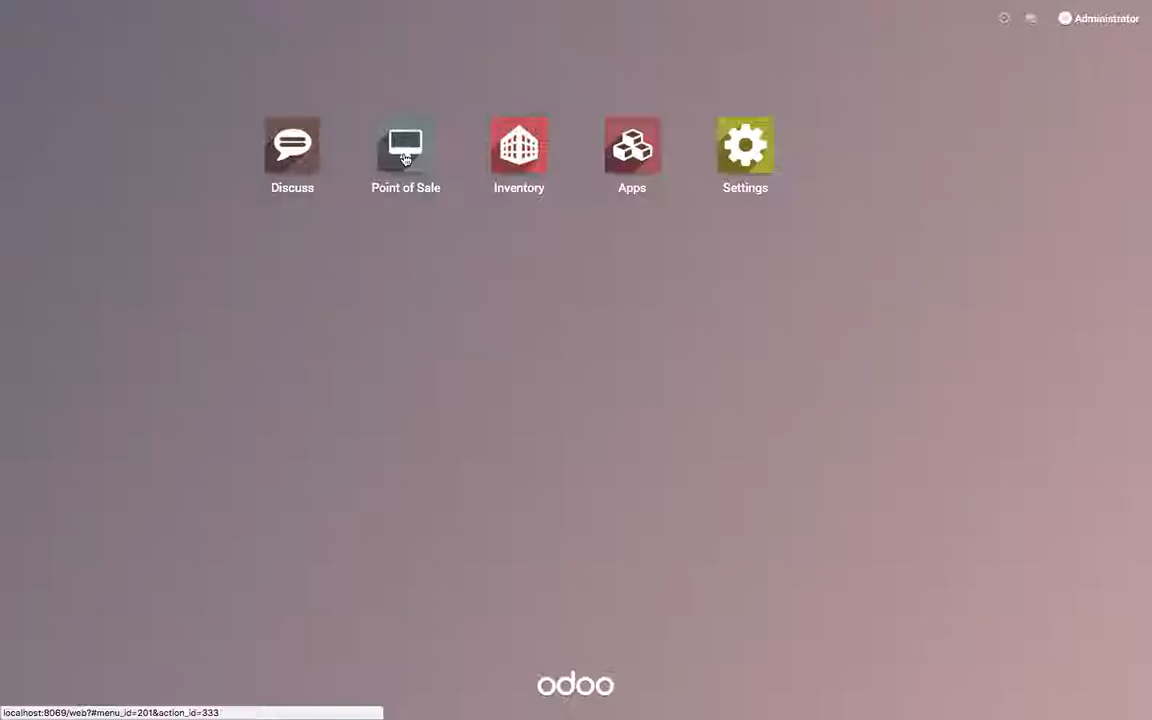 Administrator
Discuss
Point of Sale
Inventory
Apps
Settings
odoo
localhost:8069/web?#menu_id=201&action_id=333